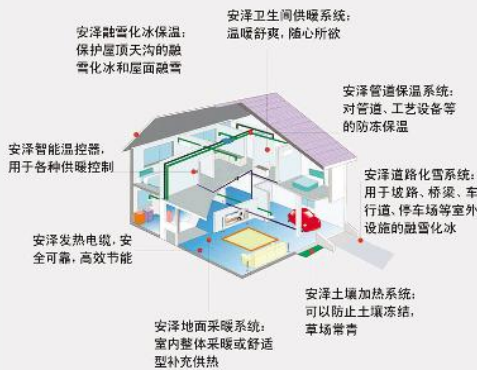 安泽融雪化冰保温:
保护屋顶天沟的融
雪化冰和屋面融雪
安泽卫生间供暖系统:
温暖舒爽，随心所欲
安泽管道保温系统:
对管道、工艺设备等
的防冻保温
安泽智能温控器,
用于各种供暖控制
安泽道路化雪系统:
用于坡路、桥梁、车
行道、停车场等室外
设施的融雪化冰
安泽发热电缆, 安
全可靠, 高效节能
安泽土壤加热系统:
可以防止土壤冻结,
草场常青
安泽地面采暖系统:
室内整体采暖或舒适
型补充供热